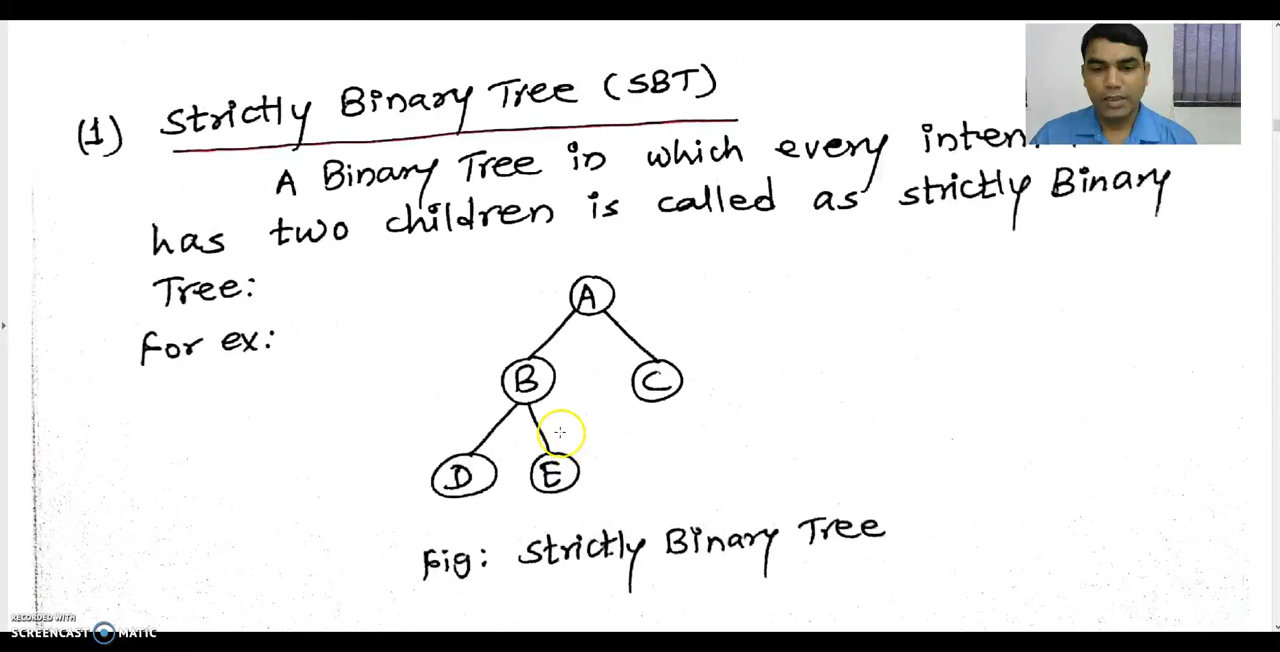 (1) Strictly Binary Tree (SBT)
A Binary Tree in which every
has two children is called as strictly Binary
Tree:
For ex:
A
B C
D E
Fig: Strictly Binary Tree
RECORDED WITH
SCREENCAST MATIC